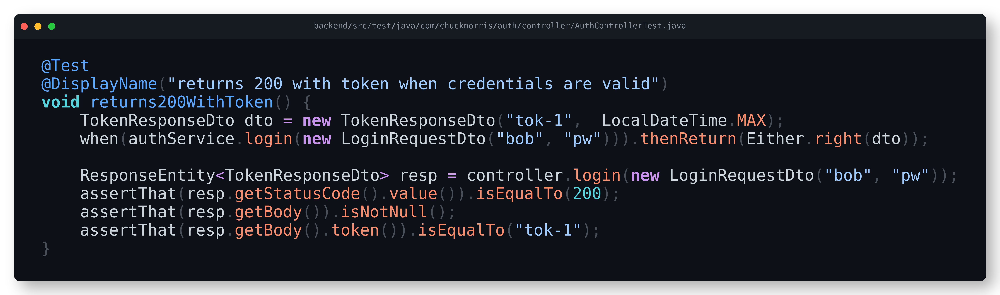 backend/src/test/java/com/chucknorris/auth/controller/AuthControllerTest.java
@Test
@DisplayName("returns 200 with token when credentials are valid")
void returns200WithToken() {
    TokenResponseDto dto = new TokenResponseDto("tok-1",  LocalDateTime.MAX);
    when(authService.login(new LoginRequestDto("bob", "pw"))).thenReturn(Either.right(dto));
    ResponseEntity<TokenResponseDto> resp = controller.login(new LoginRequestDto("bob", "pw"));
    assertThat(resp.getStatusCode().value()).isEqualTo(200);
    assertThat(resp.getBody()).isNotNull();
    assertThat(resp.getBody().token()).isEqualTo("tok-1");
}